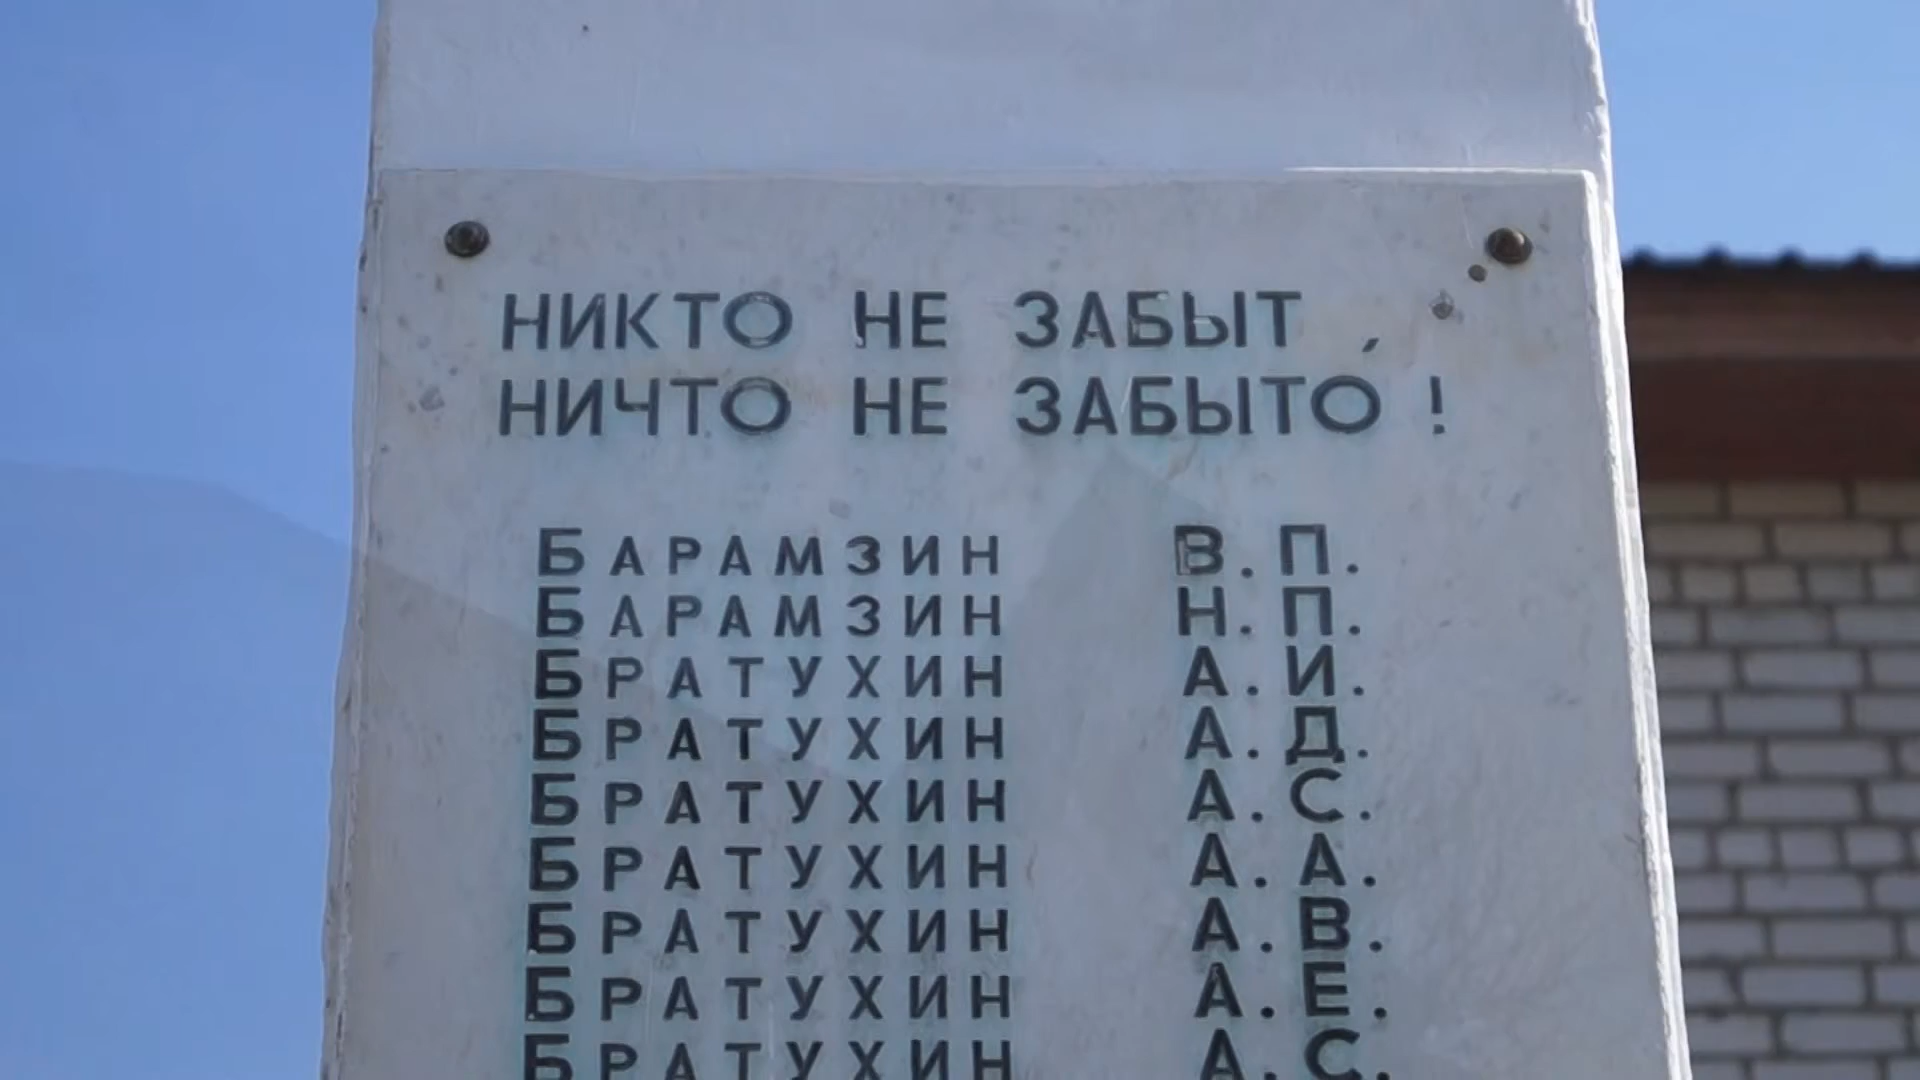 НИКТО НЕ ЗАБЫТ ,
НИЧТО НЕ ЗАБЫТО !
БАРАМЗИН В.П.
БАРАМЗИН Н.П.
БРАТУХИН А.И.
БРАТУХИН А.Д.
БРАТУХИН А.С.
БРАТУХИН А.А.
БРАТУХИН А.В.
БРАТУХИН А.Е.
БРАТУХИН А.С.